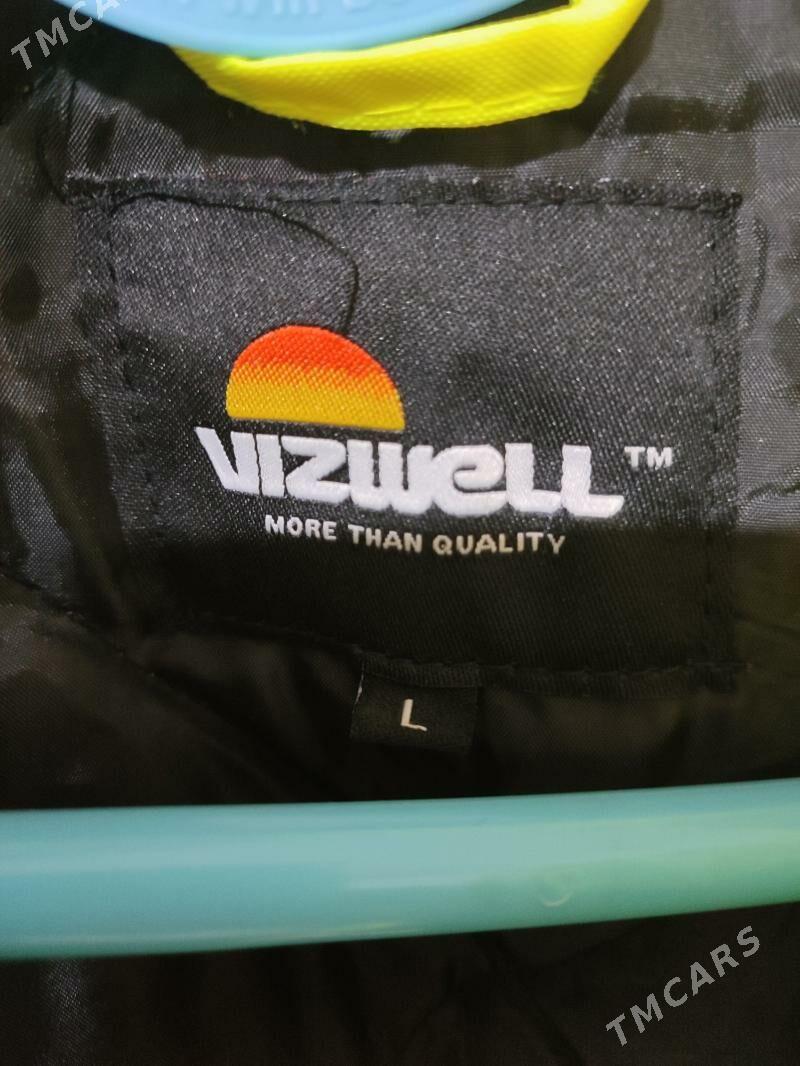 TMCARS
VIZWELL™
MORE THAN QUALITY
L
TMCARS